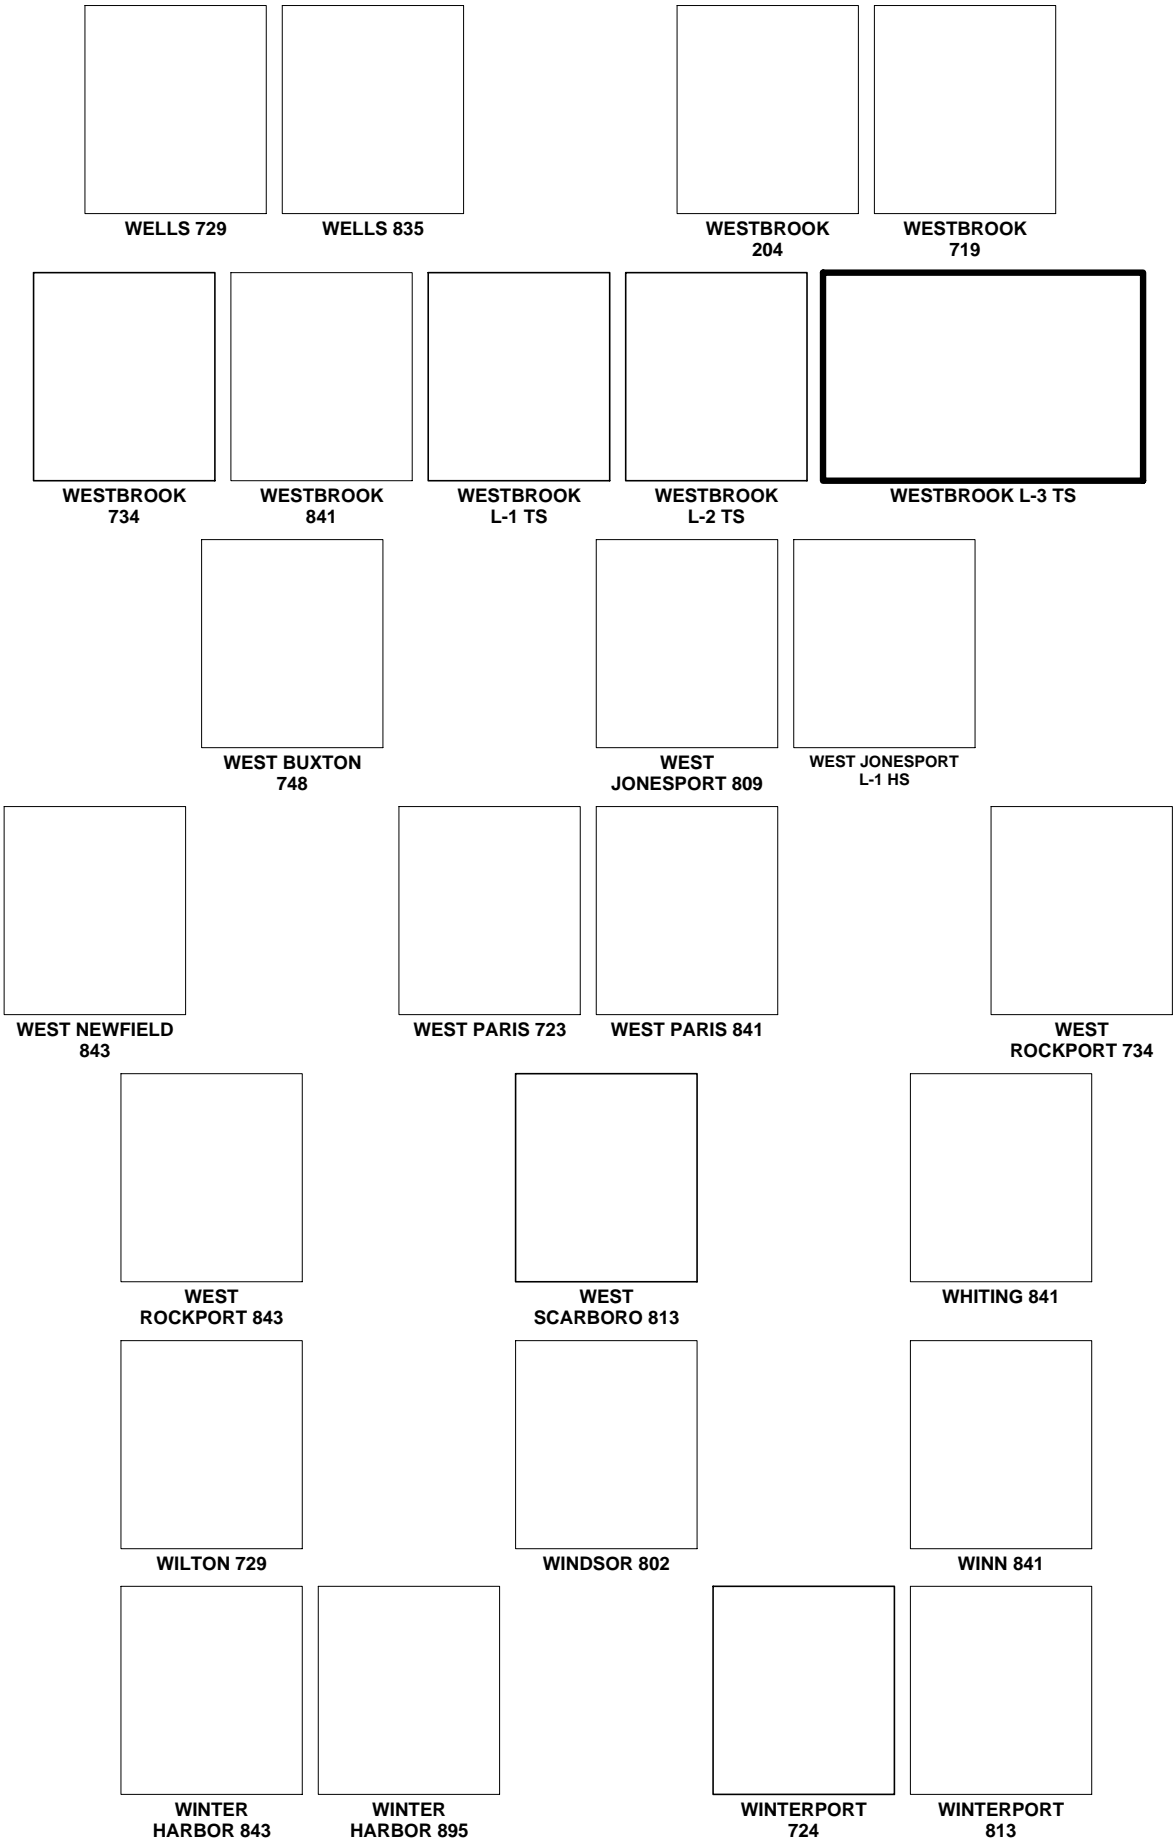 WELLS 729
WELLS 835
WESTBROOK
204
WESTBROOK
719
WESTBROOK
734
WESTBROOK
841
WESTBROOK
L-1 TS
WESTBROOK
L-2 TS
WESTBROOK L-3 TS
WEST BUXTON
748
WEST
JONESPORT 809
WEST JONESPORT
L-1 HS
WEST NEWFIELD
843
WEST PARIS 723
WEST PARIS 841
WEST
ROCKPORT 734
WEST
ROCKPORT 843
WEST
SCARBORO 813
WHITING 841
WILTON 729
WINDSOR 802
WINN 841
WINTER
HARBOR 843
WINTER
HARBOR 895
WINTERPORT
724
WINTERPORT
813